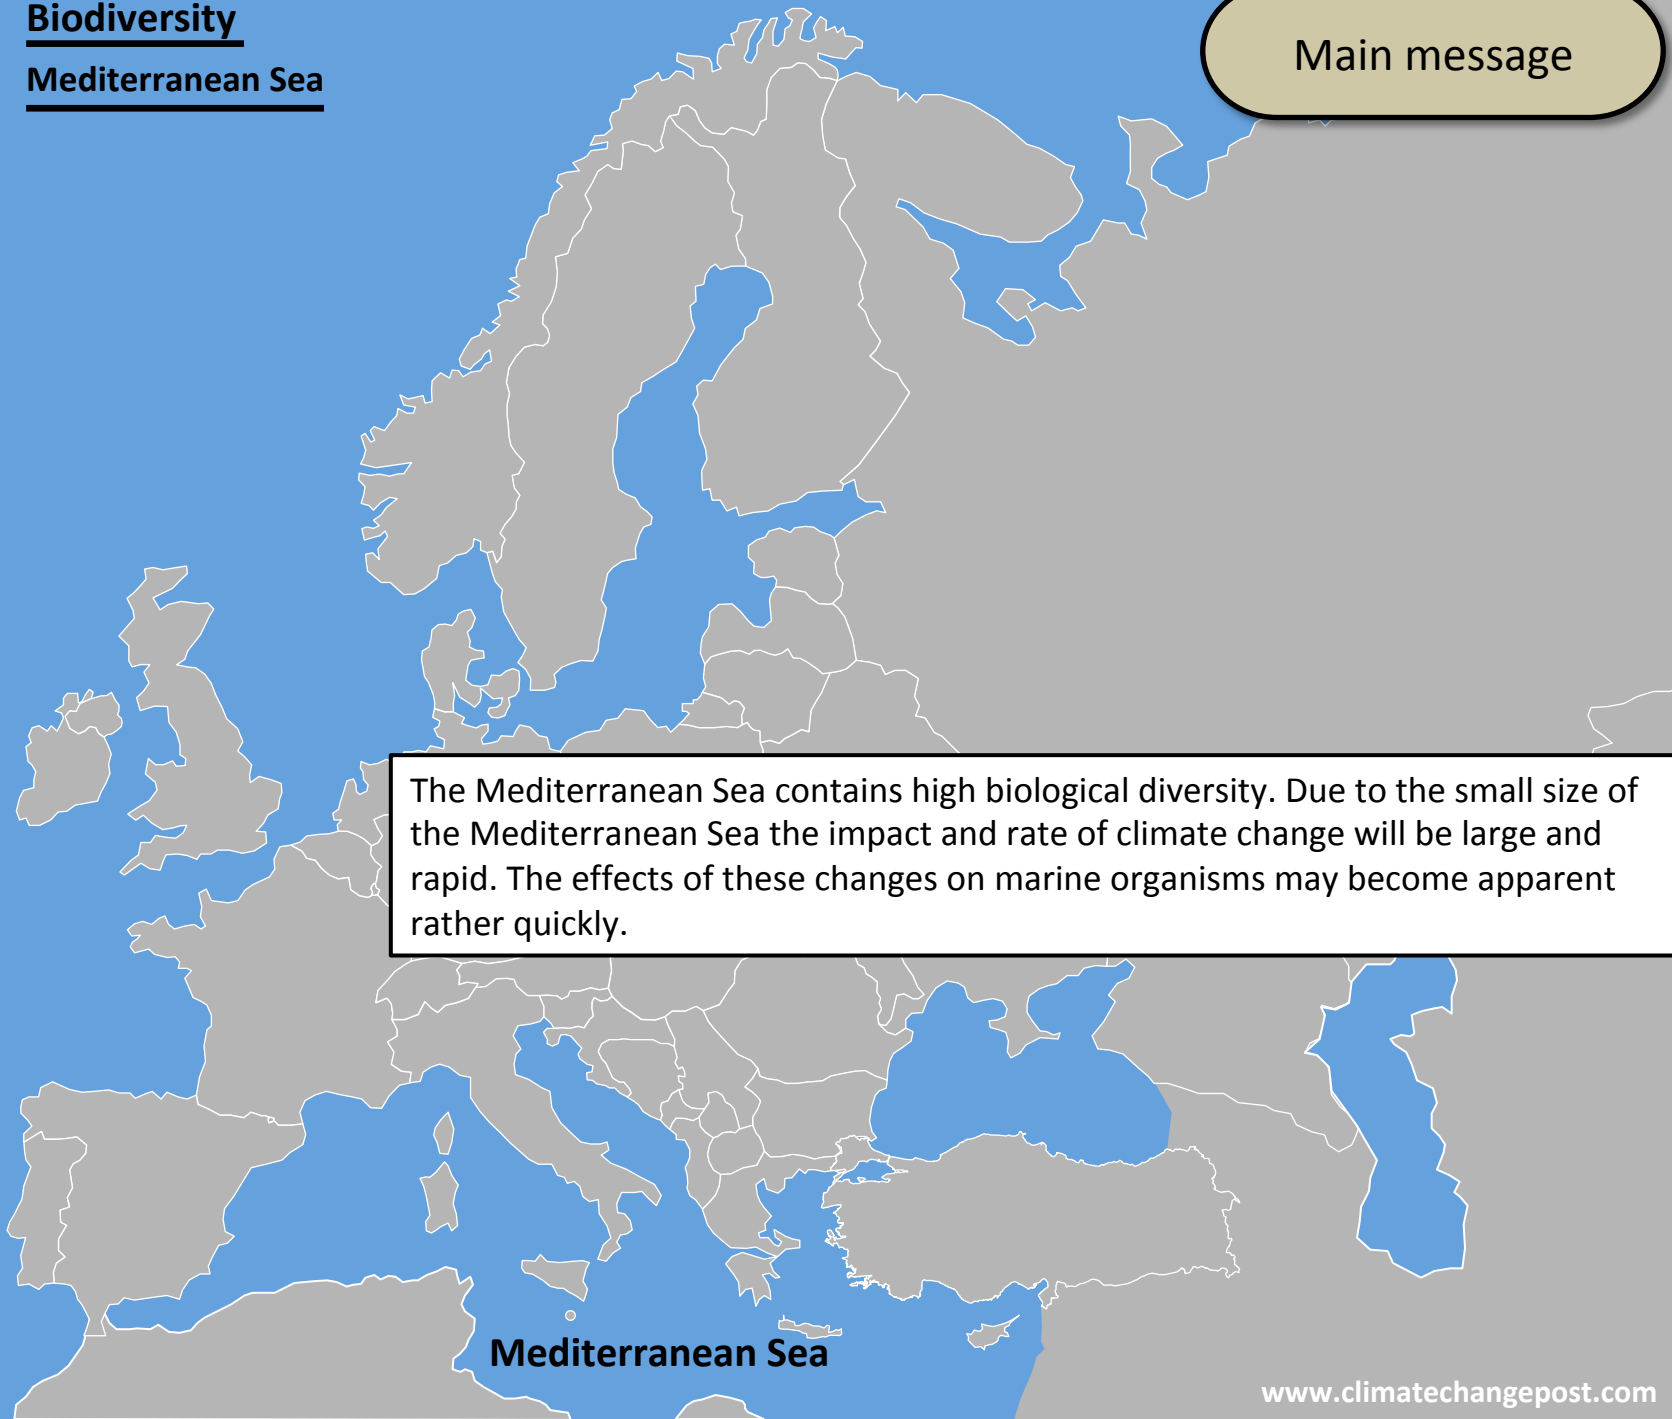 Biodiversity
Mediterranean Sea
Main message
The Mediterranean Sea contains high biological diversity. Due to the small size of
the Mediterranean Sea the impact and rate of climate change will be large and
rapid. The effects of these changes on marine organisms may become apparent
rather quickly.
Mediterranean Sea
www.climatechangepost.com